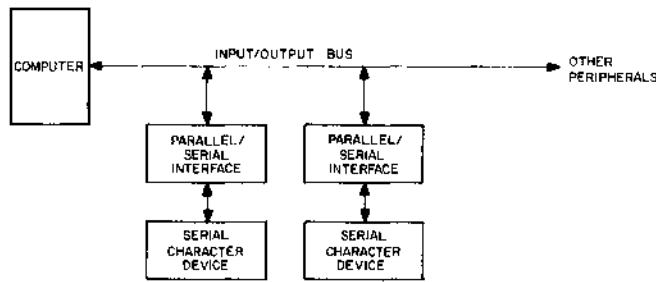 COMPUTER
INPUT/OUTPUT BUS
OTHER
PERIPHERALS
PARALLEL/
SERIAL
INTERFACE
PARALLEL/
SERIAL
INTERFACE
SERIAL
CHARACTER
DEVICE
SERIAL
CHARACTER
DEVICE